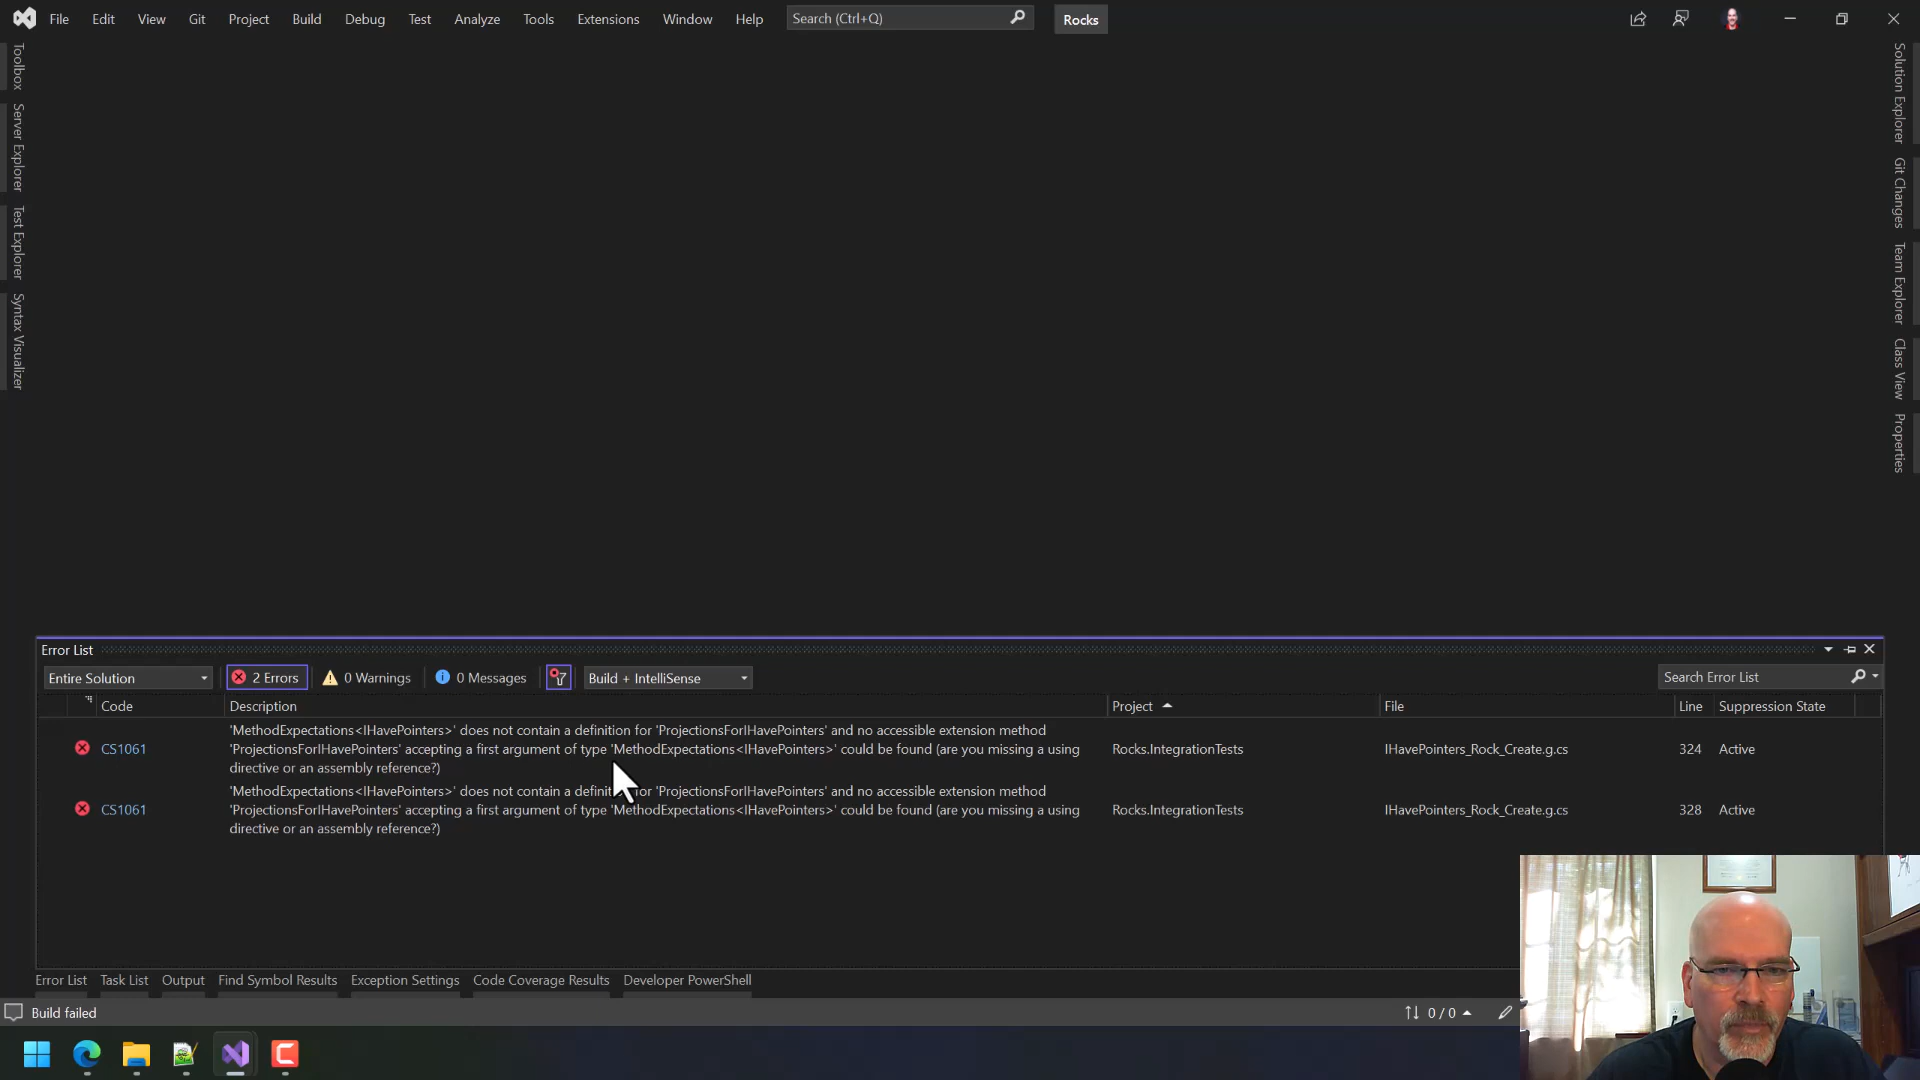 File Edit View Git Project Build Debug Test Analyze Tools Extensions Window Help Search (Ctrl+Q) Rocks
Toolbox
Server Explorer
Test Explorer
Syntax Visualizer
Solution Explorer
Git Changes
Team Explorer
Class View
Properties
Error List
Entire Solution 2 Errors 0 Warnings 0 Messages Build + IntelliSense Search Error List
Code Description Project File Line Suppression State
'MethodExpectations<IHavePointers>' does not contain a definition for 'ProjectionsForIHavePointers' and no accessible extension method
CS1061 'ProjectionsForIHavePointers' accepting a first argument of type 'MethodExpectations<IHavePointers>' could be found (are you missing a using Rocks.IntegrationTests IHavePointers_Rock_Create.g.cs 324 Active
directive or an assembly reference?)
'MethodExpectations<IHavePointers>' does not contain a definition for 'ProjectionsForIHavePointers' and no accessible extension method
CS1061 'ProjectionsForIHavePointers' accepting a first argument of type 'MethodExpectations<IHavePointers>' could be found (are you missing a using Rocks.IntegrationTests IHavePointers_Rock_Create.g.cs 328 Active
directive or an assembly reference?)
Error List Task List Output Find Symbol Results Exception Settings Code Coverage Results Developer PowerShell
Build failed 0 / 0